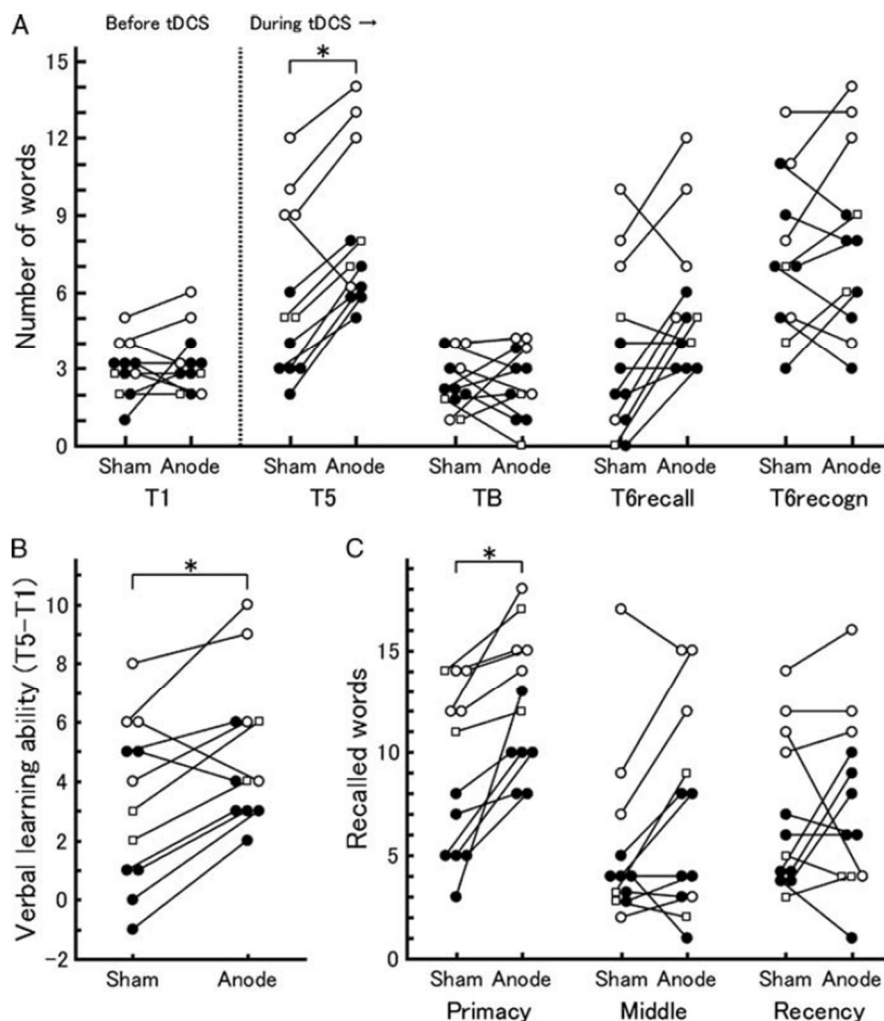 A
Before tDCS During tDCS →
*
Number of words
15
12
9
6
3
0
Sham Anode Sham Anode Sham Anode Sham Anode Sham Anode
T1 T5 TB T6recall T6recogn
B
*
Verbal learning ability (T5-T1)
10
8
6
4
2
0
-2
Sham Anode
C
*
Recalled words
15
10
5
0
Sham Anode Sham Anode Sham Anode
Primacy Middle Recency